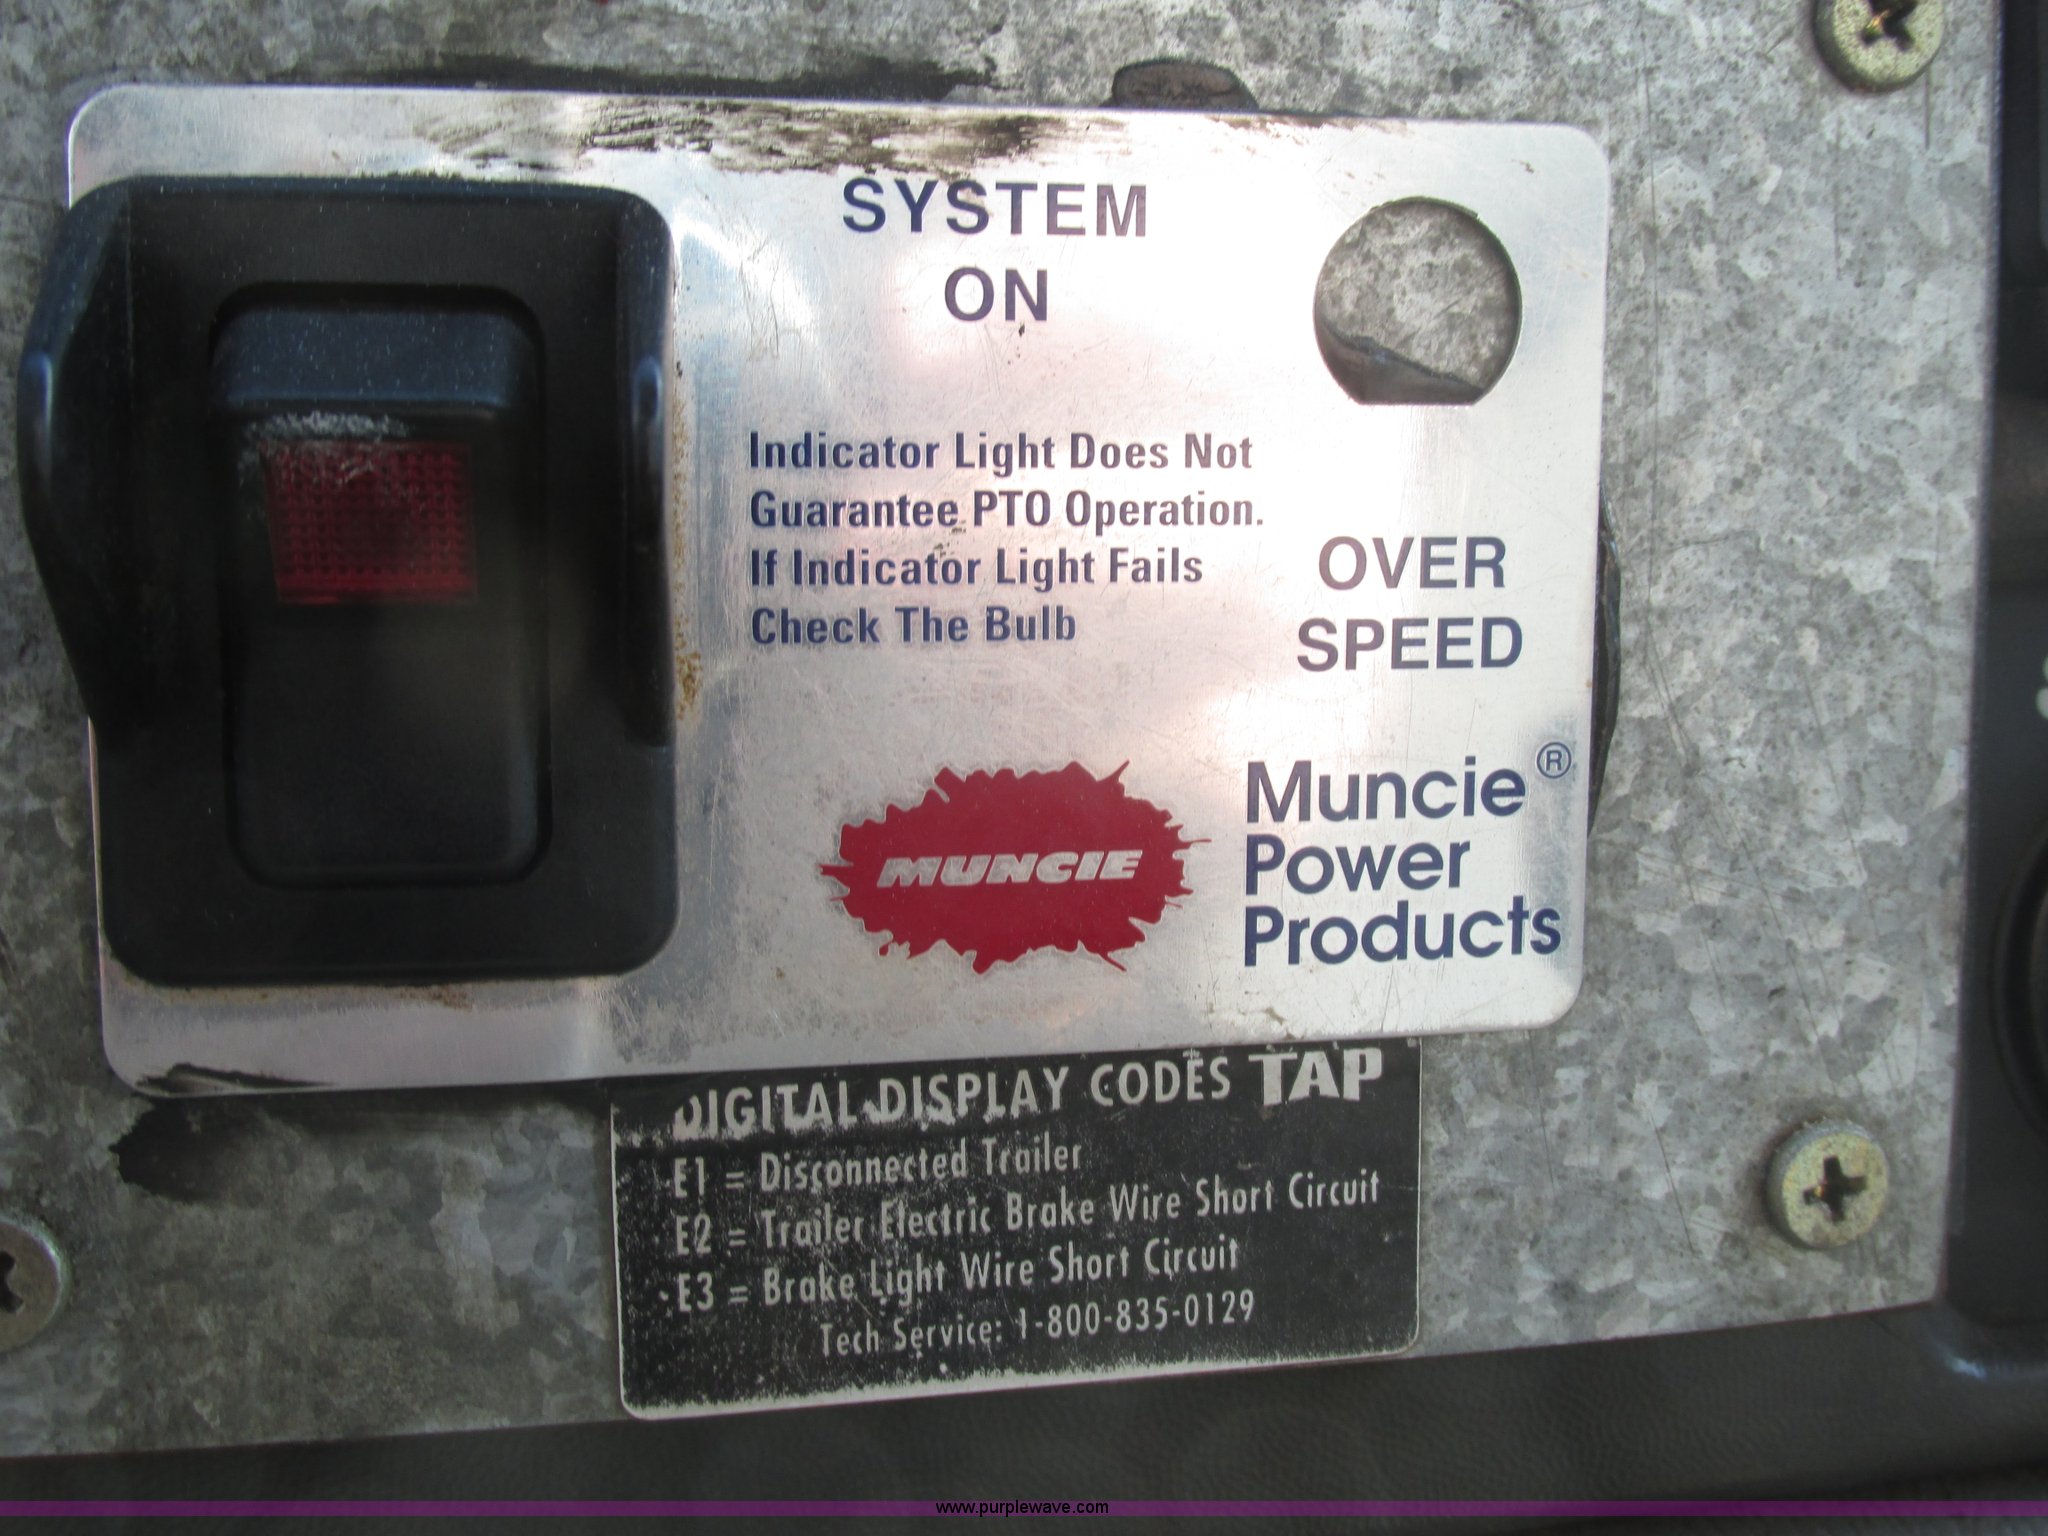 SYSTEM
ON
Indicator Light Does Not
Guarantee PTO Operation.
If Indicator Light Fails
Check The Bulb
OVER
SPEED
MUNCIE
Muncie®
Power
Products
DIGITAL DISPLAY CODES TAP
E1 = Disconnected Trailer
E2 = Trailer Electric Brake Wire Short Circuit
E3 = Brake Light Wire Short Circuit
Tech Service: 1-800-835-0129
www.purplewave.com